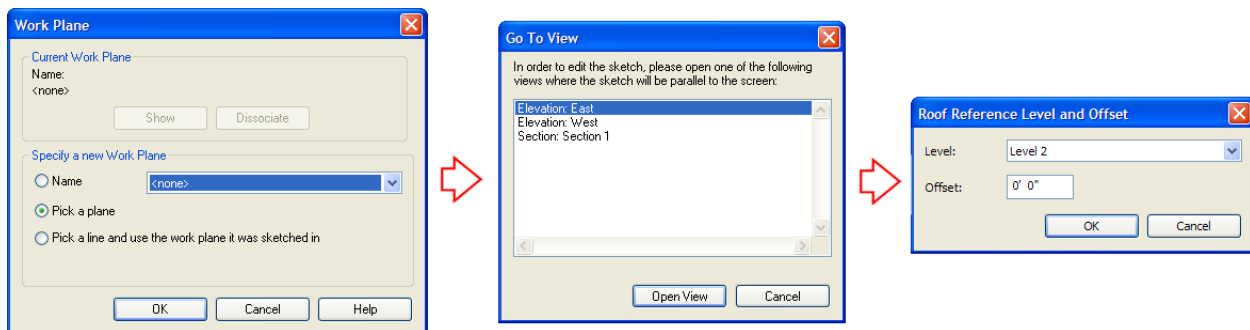 Work Plane
Current Work Plane
Name:
<none>
Show Dissociate
Specify a new Work Plane
Name <none>
Pick a plane
Pick a line and use the work plane it was sketched in
OK Cancel Help
Go To View
In order to edit the sketch, please open one of the following
views where the sketch will be parallel to the screen:
Elevation: East
Elevation: West
Section: Section 1
Open View Cancel
Roof Reference Level and Offset
Level: Level 2
Offset: 0' 0"
OK Cancel